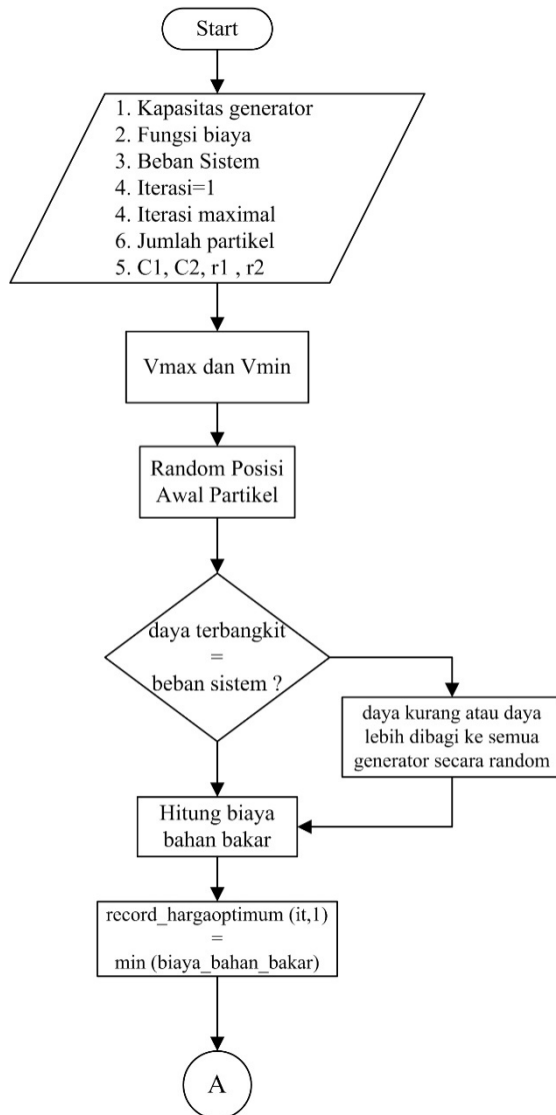 Start
1. Kapasitas generator
2. Fungsi biaya
3. Beban Sistem
4. Iterasi=1
4. Iterasi maximal
6. Jumlah partikel
5. C1, C2, r1 , r2
Vmax dan Vmin
Random Posisi
Awal Partikel
daya terbangkit
=
beban sistem ?
daya kurang atau daya
lebih dibagi ke semua
generator secara random
Hitung biaya
bahan bakar
record_hargaoptimum (it,1)
=
min (biaya_bahan_bakar)
A